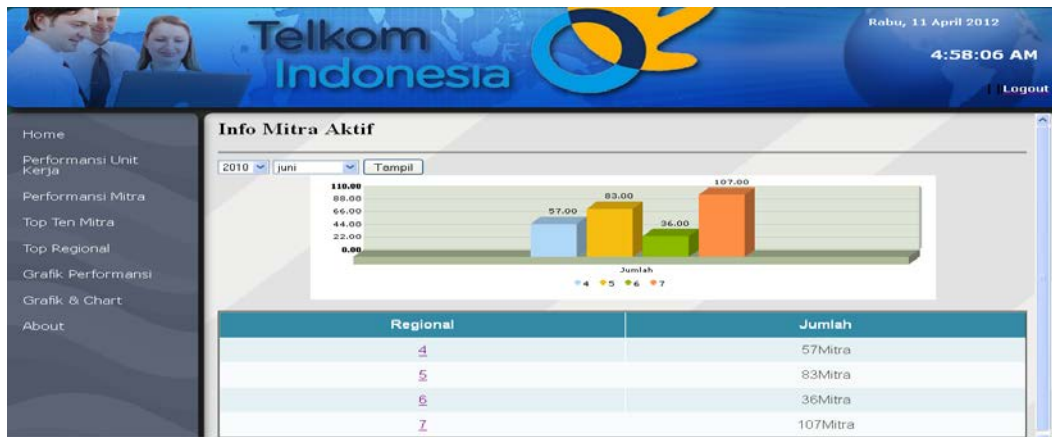 Telkom
Indonesia
Rabu, 11 April 2012
4:58:06 AM
Logout
Home
Performansi Unit
Kerja
Performansi Mitra
Top Ten Mitra
Top Regional
Grafik Performansi
Grafik & Chart
About
Info Mitra Aktif
2010 juni Tampil
110.00
88.00
66.00
44.00
22.00
0.00
57.00
83.00
36.00
107.00
Jumlah
4 5 6 7
Regional Jumlah
4 57Mitra
5 83Mitra
6 36Mitra
7 107Mitra